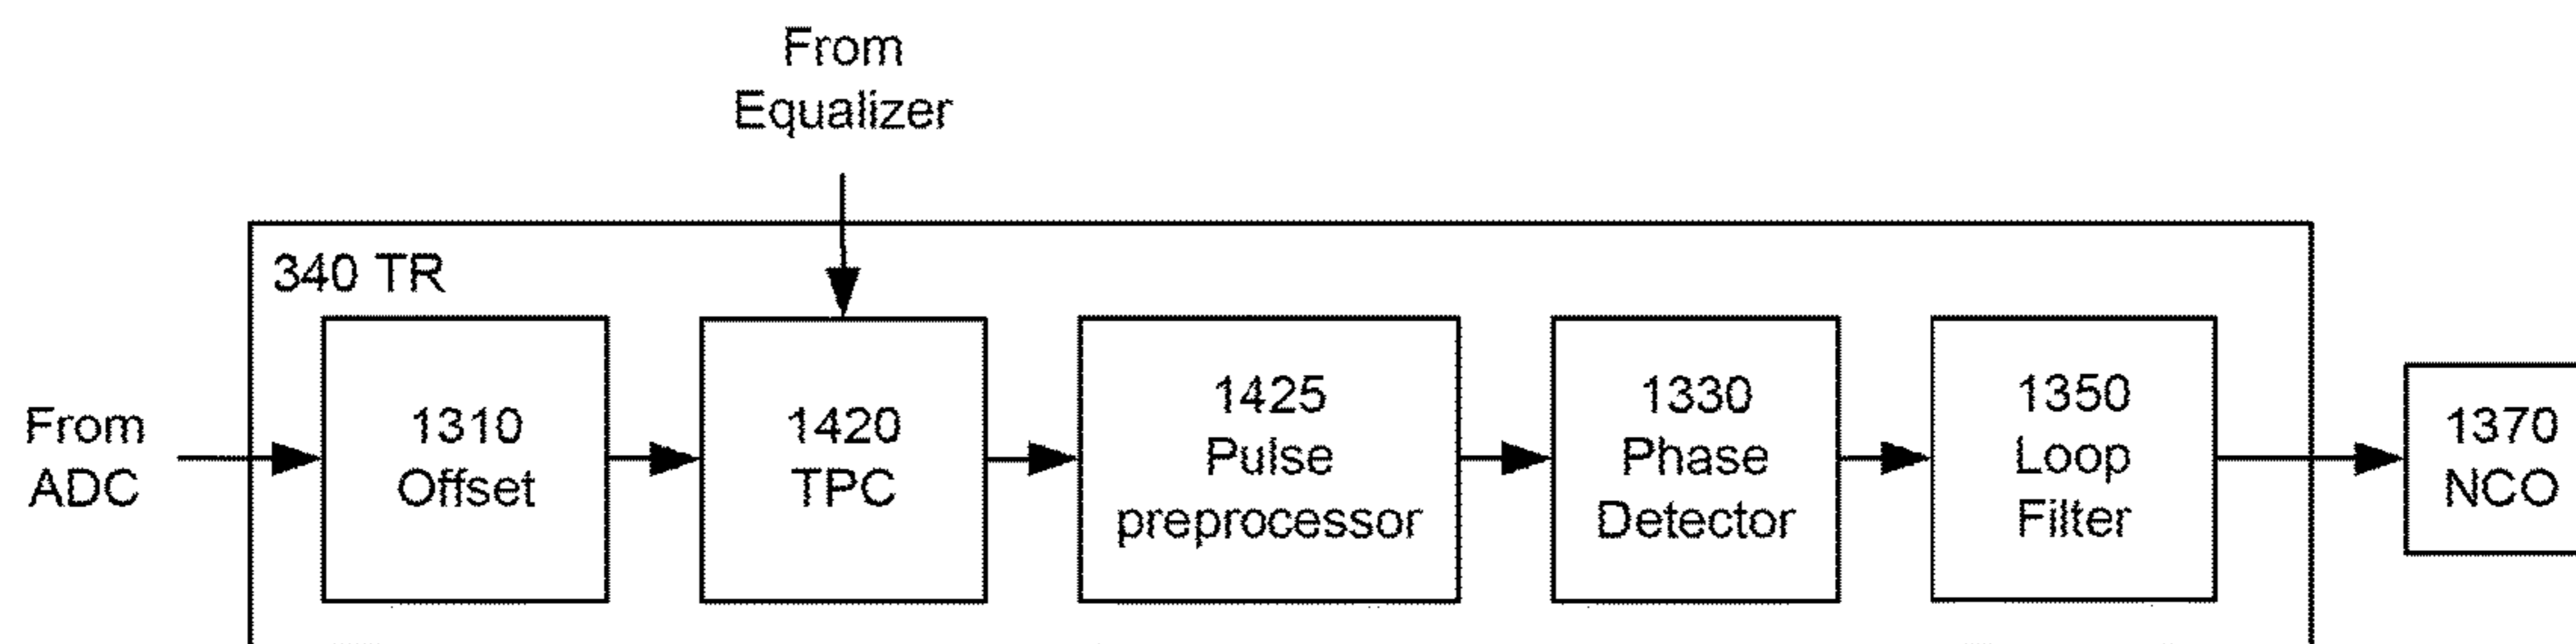 From
Equalizer
340 TR
From
ADC
1310
Offset
1420
TPC
1425
Pulse
preprocessor
1330
Phase
Detector
1350
Loop
Filter
1370
NCO